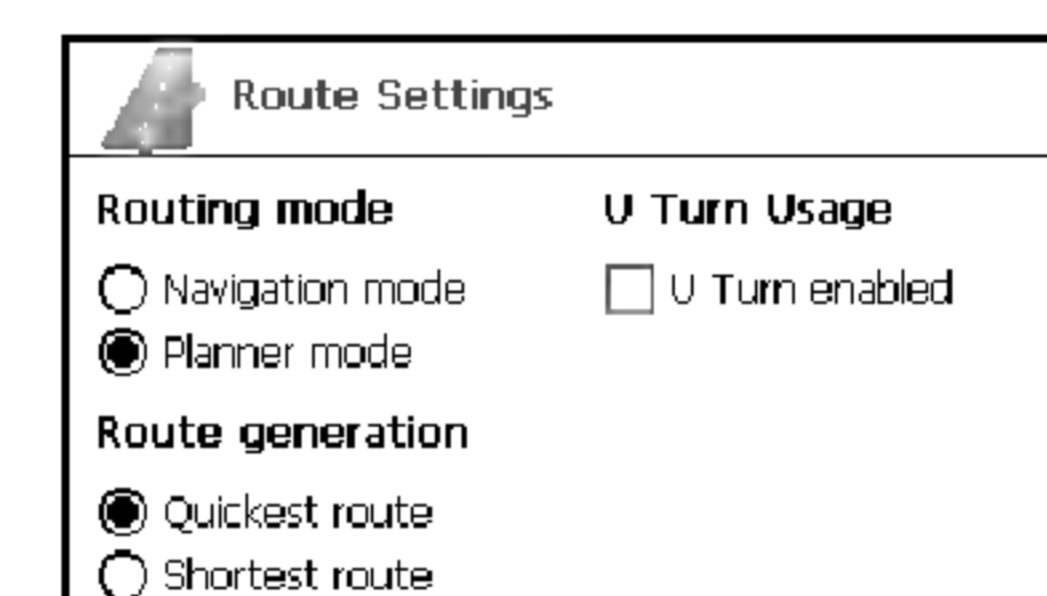 Route Settings
Routing mode
Navigation mode
Planner mode
Route generation
Quickest route
Shortest route
U Turn Usage
U Turn enabled